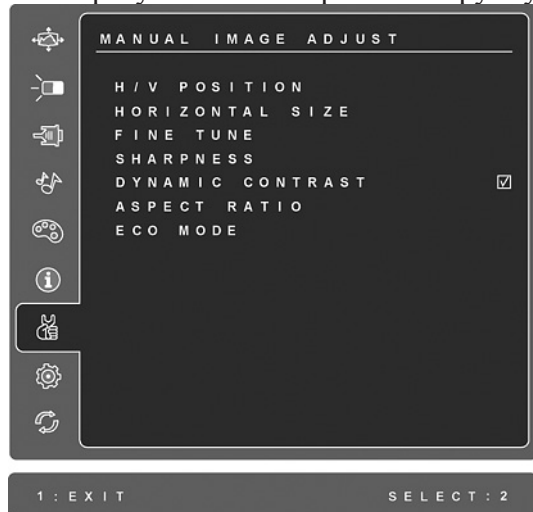 MANUAL IMAGE ADJUST
H/V POSITION
HORIZONTAL SIZE
FINE TUNE
SHARPNESS
DYNAMIC CONTRAST
ASPECT RATIO
ECO MODE
1:EXIT SELECT:2